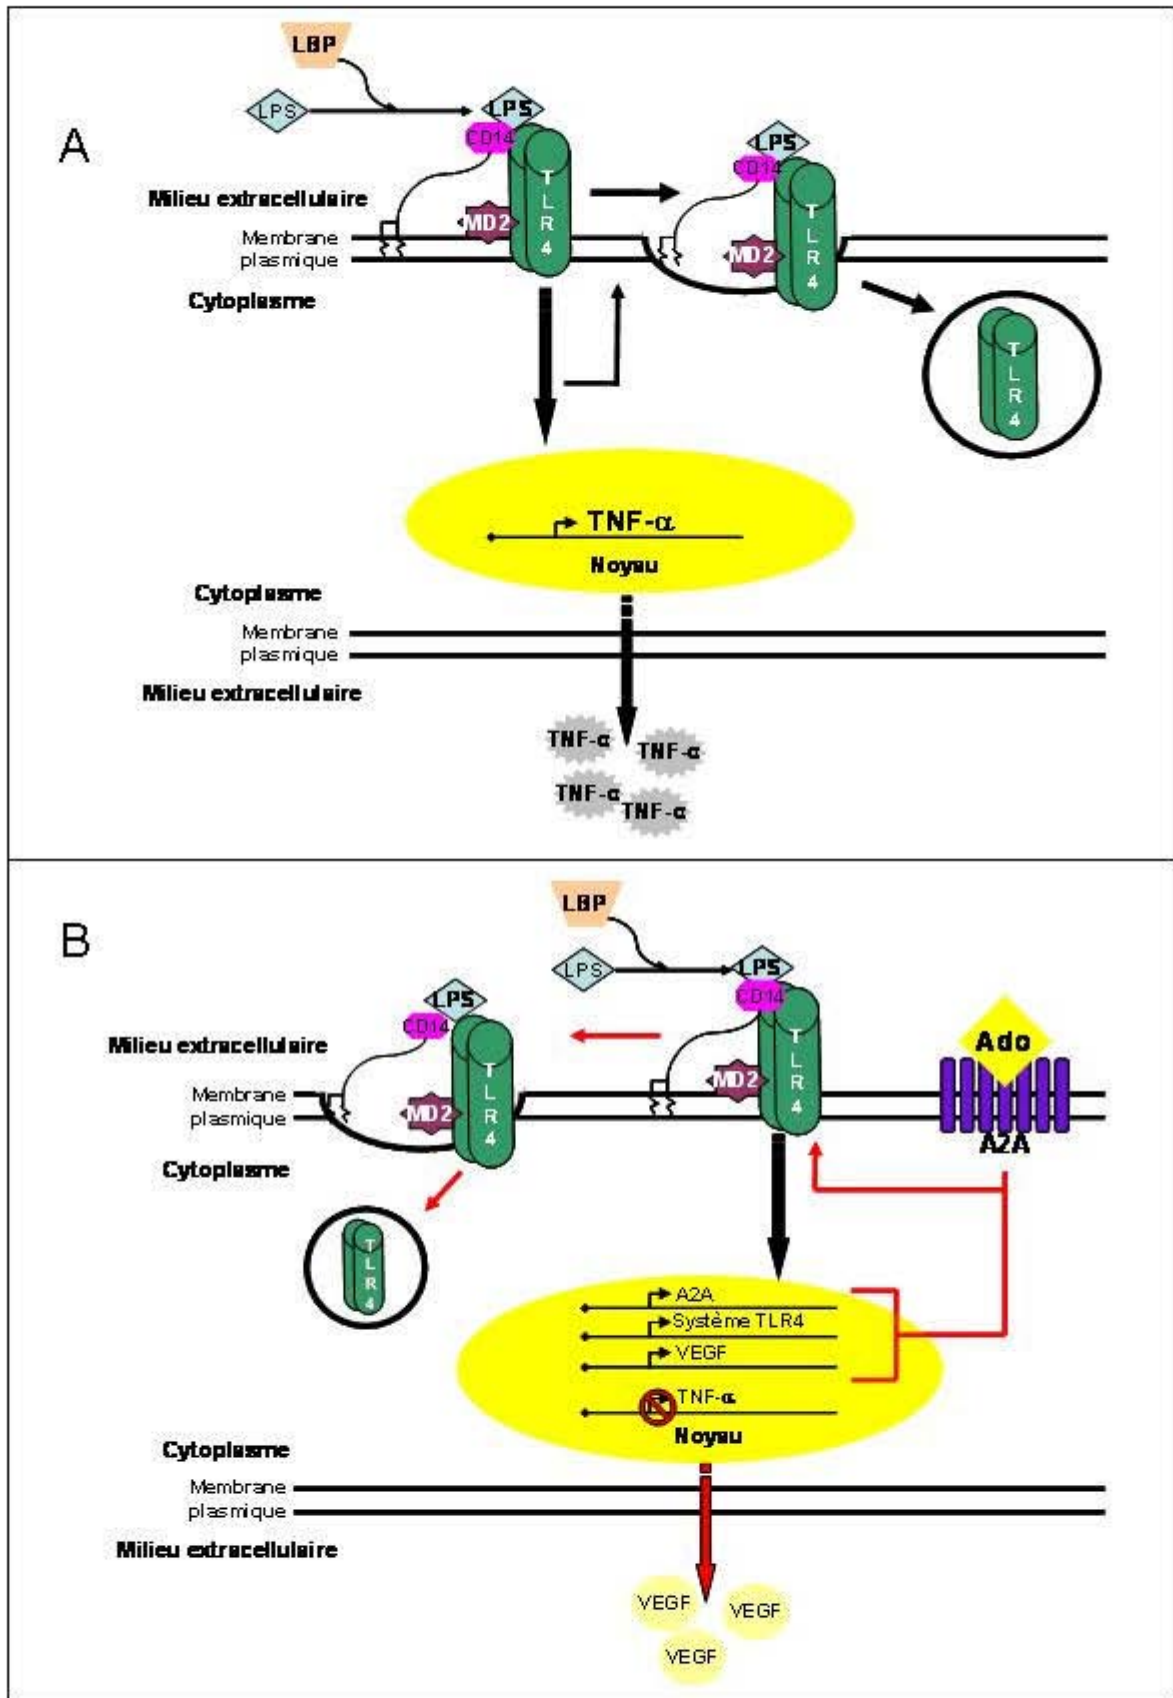 LBP
LPS
LPS
A
CD14
LPS
CD14
TLR4
TLR4
Milieu extracellulaire
MD2
Membrane
plasmique
MD2
Cytoplasme
TLR4
TNF-α
Noyau
Cytoplasme
Membrane
plasmique
Milieu extracellulaire
TNF-α
TNF-α
TNF-α
TNF-α
LBP
B
LPS
LPS
CD14
LPS
CD14
Ado
TLR4
TLR4
Milieu extracellulaire
MD2
Membrane
plasmique
MD2
A2A
Cytoplasme
TLR4
A2A
Système TLR4
VEGF
TNF-α
Noyau
Cytoplasme
Membrane
plasmique
Milieu extracellulaire
VEGF
VEGF
VEGF